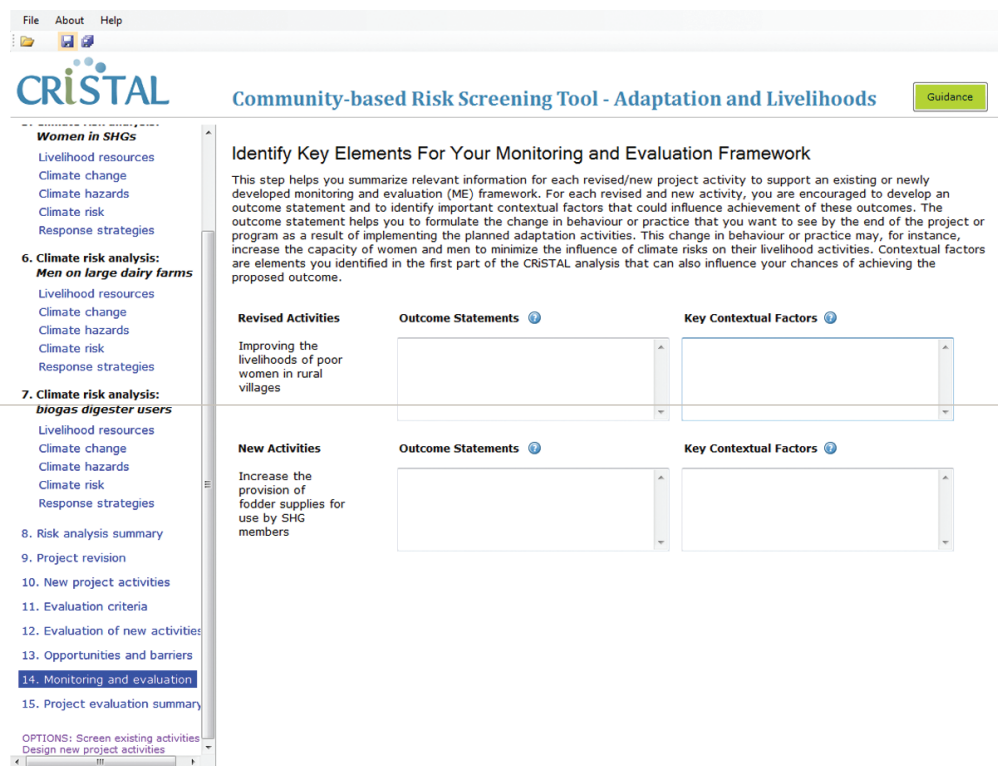 File About Help
CRiSTAL
Community-based Risk Screening Tool - Adaptation and Livelihoods
Guidance
5. Climate risk analysis:
Women in SHGs
Livelihood resources
Climate change
Climate hazards
Climate risk
Response strategies
6. Climate risk analysis:
Men on large dairy farms
Livelihood resources
Climate change
Climate hazards
Climate risk
Response strategies
7. Climate risk analysis:
biogas digester users
Livelihood resources
Climate change
Climate hazards
Climate risk
Response strategies
8. Risk analysis summary
9. Project revision
10. New project activities
11. Evaluation criteria
12. Evaluation of new activities
13. Opportunities and barriers
14. Monitoring and evaluation
15. Project evaluation summary
OPTIONS: Screen existing activities
Design new project activities
Identify Key Elements For Your Monitoring and Evaluation Framework
This step helps you summarize relevant information for each revised/new project activity to support an existing or newly
developed monitoring and evaluation (ME) framework. For each revised and new activity, you are encouraged to develop an
outcome statement and to identify important contextual factors that could influence achievement of these outcomes. The
outcome statement helps you to formulate the change in behaviour or practice that you want to see by the end of the project or
program as a result of implementing the planned adaptation activities. This change in behaviour or practice may, for instance,
increase the capacity of women and men to minimize the influence of climate risks on their livelihood activities. Contextual factors
are elements you identified in the first part of the CRiSTAL analysis that can also influence your chances of achieving the
proposed outcome.
Revised Activities Outcome Statements ? Key Contextual Factors ?
Improving the
livelihoods of poor
women in rural
villages
New Activities Outcome Statements ? Key Contextual Factors ?
Increase the
provision of
fodder supplies for
use by SHG
members